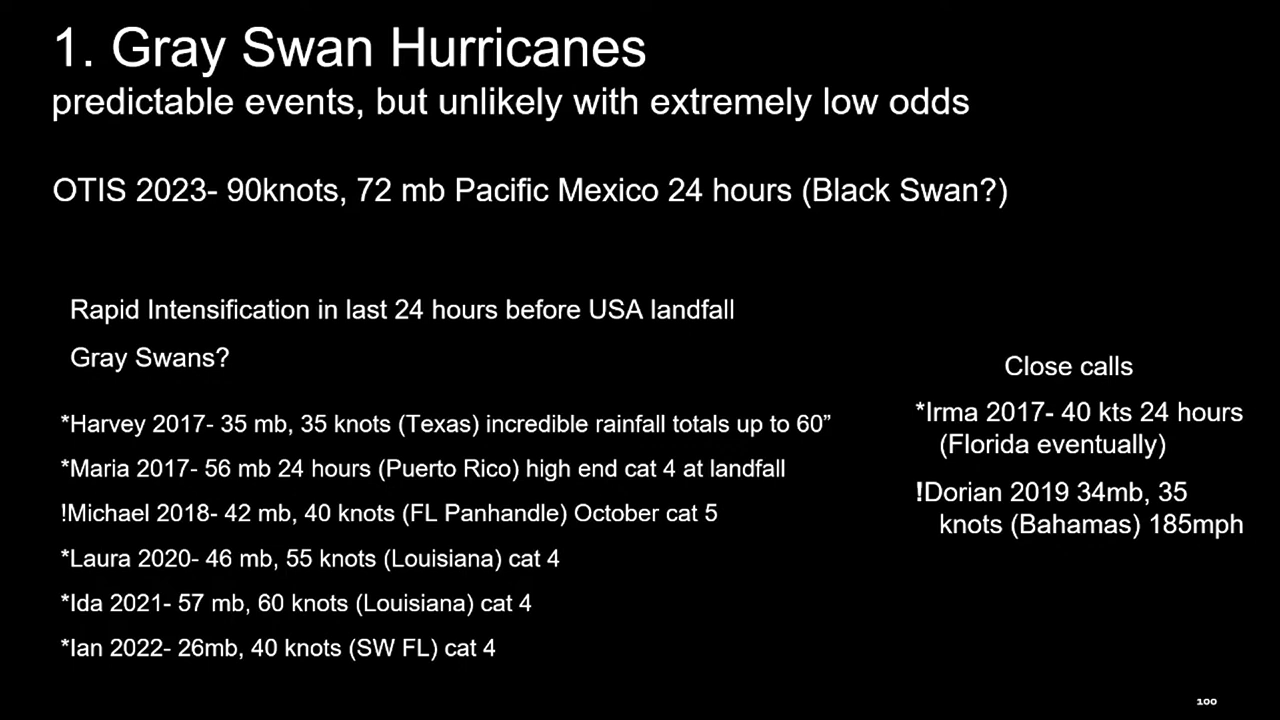 1. Gray Swan Hurricanes
predictable events, but unlikely with extremely low odds
OTIS 2023- 90knots, 72 mb Pacific Mexico 24 hours (Black Swan?)
Rapid Intensification in last 24 hours before USA landfall
Gray Swans?
*Harvey 2017- 35 mb, 35 knots (Texas) incredible rainfall totals up to 60”
*Maria 2017- 56 mb 24 hours (Puerto Rico) high end cat 4 at landfall
!Michael 2018- 42 mb, 40 knots (FL Panhandle) October cat 5
*Laura 2020- 46 mb, 55 knots (Louisiana) cat 4
*Ida 2021- 57 mb, 60 knots (Louisiana) cat 4
*Ian 2022- 26mb, 40 knots (SW FL) cat 4
Close calls
*Irma 2017- 40 kts 24 hours
(Florida eventually)
!Dorian 2019 34mb, 35
knots (Bahamas) 185mph
100